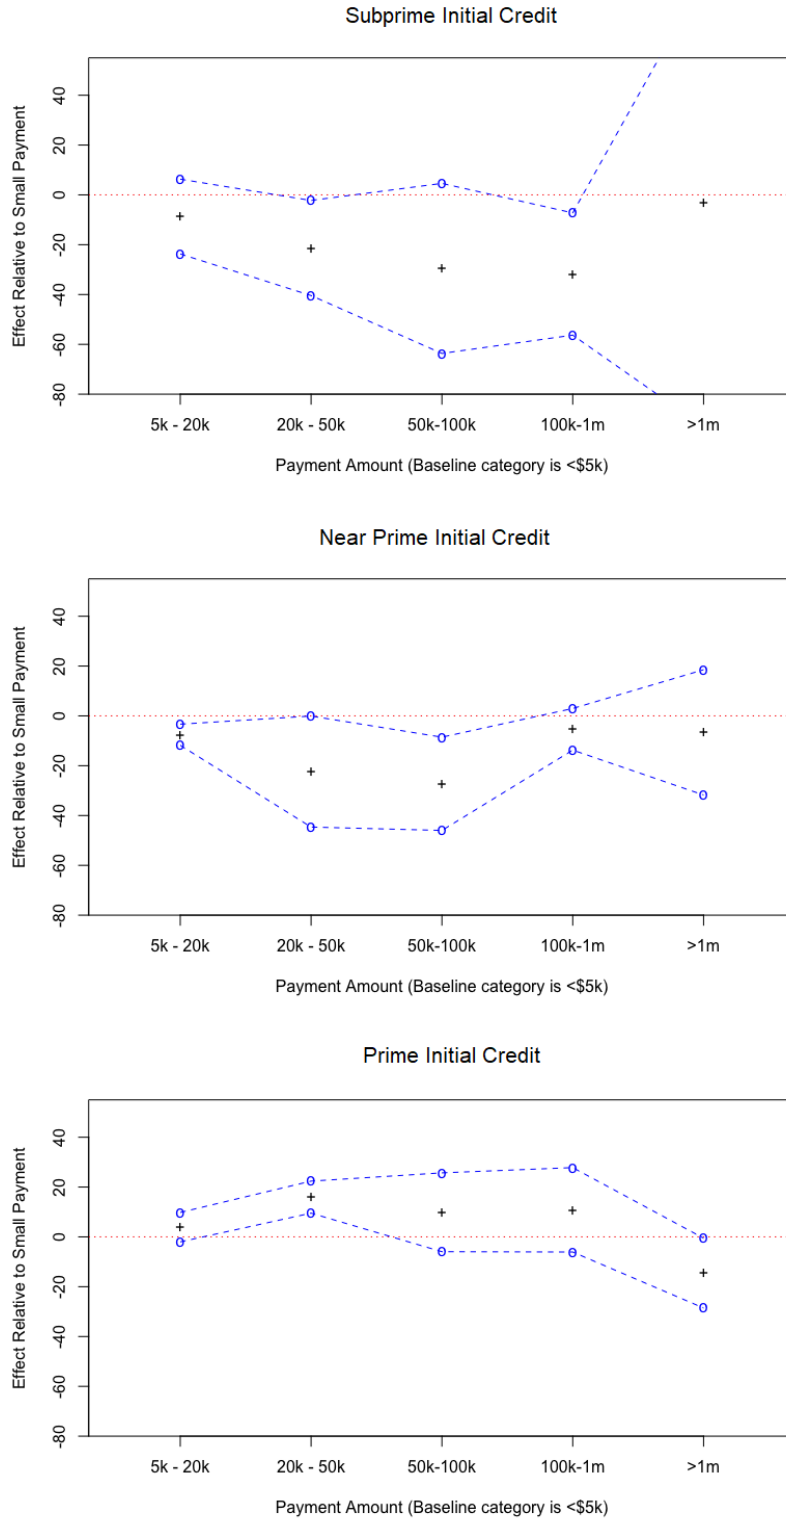 Subprime Initial Credit
Effect Relative to Small Payment
40
20
0
-20
-40
-60
-80
5k - 20k 20k - 50k 50k-100k 100k-1m >1m
Payment Amount (Baseline category is <$5k)
Near Prime Initial Credit
Effect Relative to Small Payment
40
20
0
-20
-40
-60
-80
5k - 20k 20k - 50k 50k-100k 100k-1m >1m
Payment Amount (Baseline category is <$5k)
Prime Initial Credit
Effect Relative to Small Payment
40
20
0
-20
-40
-60
-80
5k - 20k 20k - 50k 50k-100k 100k-1m >1m
Payment Amount (Baseline category is <$5k)